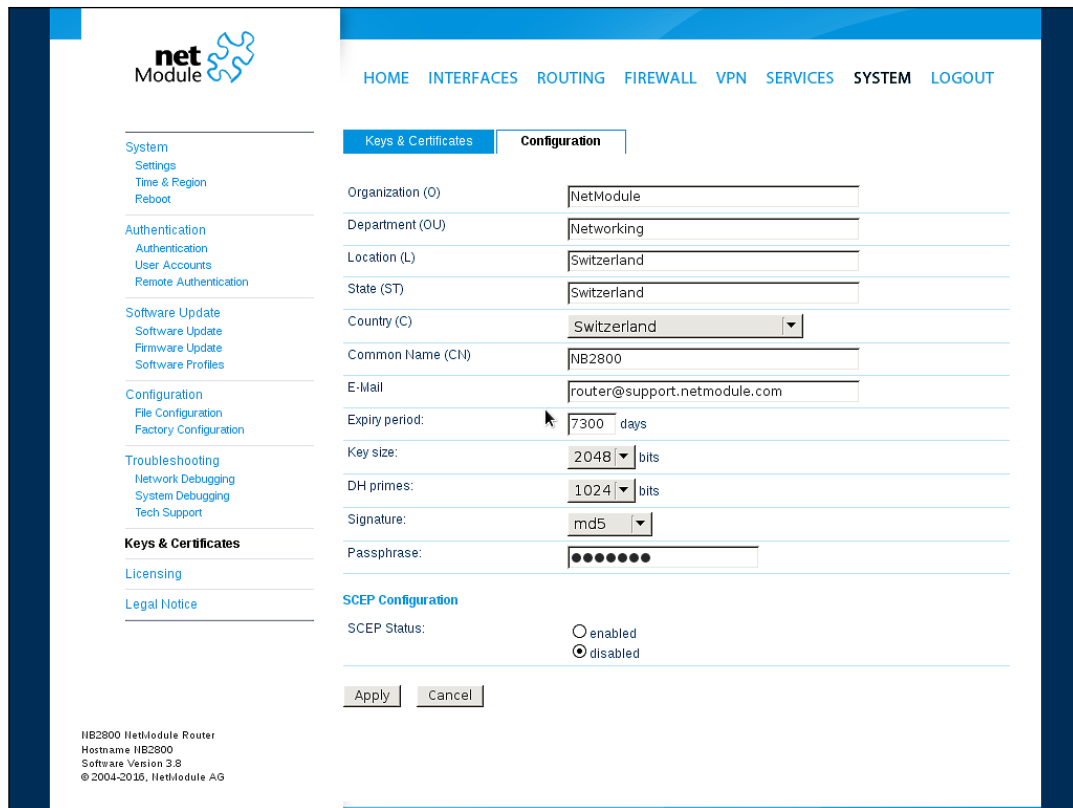 net
Module
HOME INTERFACES ROUTING FIREWALL VPN SERVICES SYSTEM LOGOUT
System
Settings
Time & Region
Reboot
Authentication
Authentication
User Accounts
Remote Authentication
Software Update
Software Update
Firmware Update
Software Profiles
Configuration
File Configuration
Factory Configuration
Troubleshooting
Network Debugging
System Debugging
Tech Support
Keys & Certificates
Licensing
Legal Notice
Keys & Certificates Configuration
Organization (O) NetModule
Department (OU) Networking
Location (L) Switzerland
State (ST) Switzerland
Country (C) Switzerland
Common Name (CN) NB2800
E-Mail router@support.netmodule.com
Expiry period: 7300 days
Key size: 2048 bits
DH primes: 1024 bits
Signature: md5
Passphrase: ●●●●●●●
SCEP Configuration
SCEP Status: enabled
disabled
Apply Cancel
NB2800 NetModule Router
Hostname NB2800
Software Version 3.8
© 2004-2016, NetModule AG